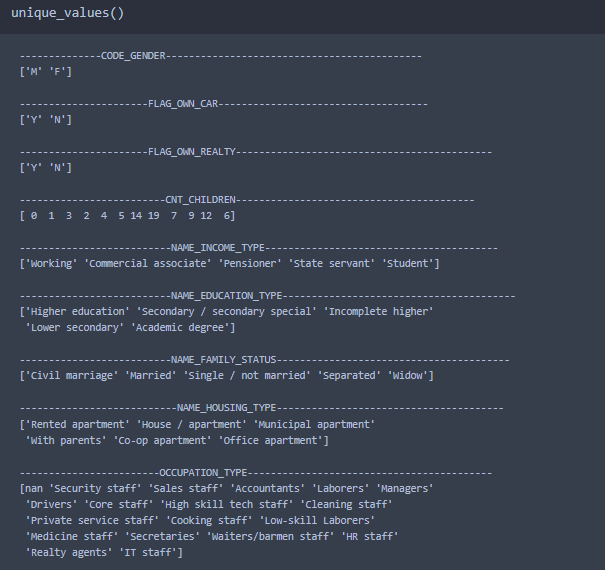 unique_values()
--------------CODE_GENDER--------------------------------------------
['M' 'F']
----------------------FLAG_OWN_CAR------------------------------------
['Y' 'N']
----------------------FLAG_OWN_REALTY--------------------------------------------
['Y' 'N']
-------------------------CNT_CHILDREN-----------------------------------------
[ 0  1  3  2  4  5 14 19  7  9 12  6]
--------------------------NAME_INCOME_TYPE----------------------------------------
['Working' 'Commercial associate' 'Pensioner' 'State servant' 'Student']
--------------------------NAME_EDUCATION_TYPE----------------------------------------
['Higher education' 'Secondary / secondary special' 'Incomplete higher'
 'Lower secondary' 'Academic degree']
--------------------------NAME_FAMILY_STATUS----------------------------------------
['Civil marriage' 'Married' 'Single / not married' 'Separated' 'Widow']
---------------------------NAME_HOUSING_TYPE---------------------------------------
['Rented apartment' 'House / apartment' 'Municipal apartment'
 'With parents' 'Co-op apartment' 'Office apartment']
------------------------OCCUPATION_TYPE------------------------------------------
[nan 'Security staff' 'Sales staff' 'Accountants' 'Laborers' 'Managers'
 'Drivers' 'Core staff' 'High skill tech staff' 'Cleaning staff'
 'Private service staff' 'Cooking staff' 'Low-skill Laborers'
 'Medicine staff' 'Secretaries' 'Waiters/barmen staff' 'HR staff'
 'Realty agents' 'IT staff']